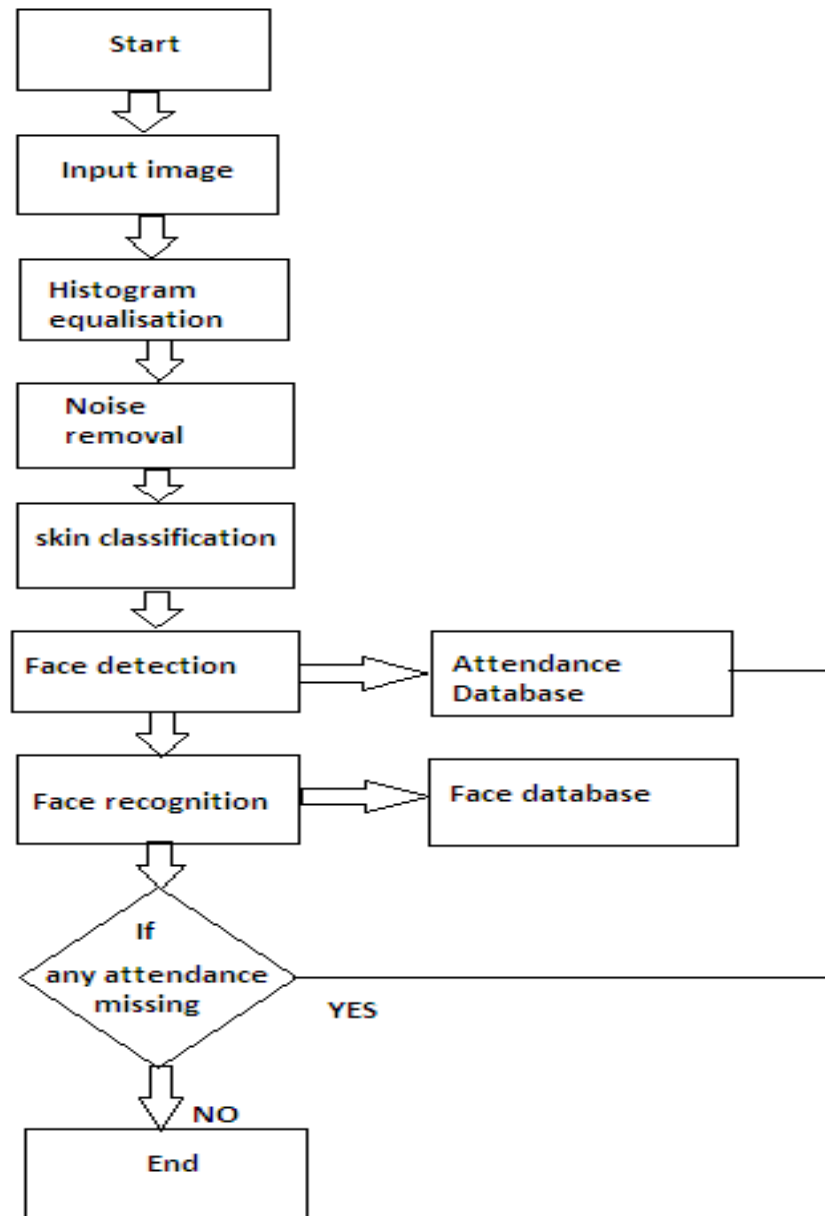 Start
Input image
Histogram
equalisation
Noise
removal
skin classification
Face detection
Attendance
Database
Face recognition
Face database
If
any attendance
missing
YES
NO
End